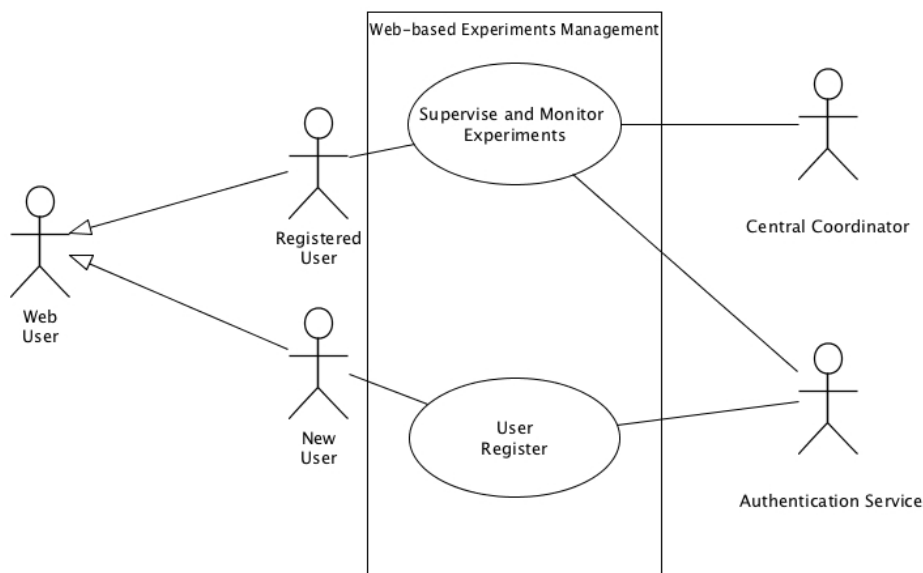 Web-based Experiments Management
Supervise and Monitor
Experiments
Registered
User
Central Coordinator
Web
User
New
User
User
Register
Authentication Service